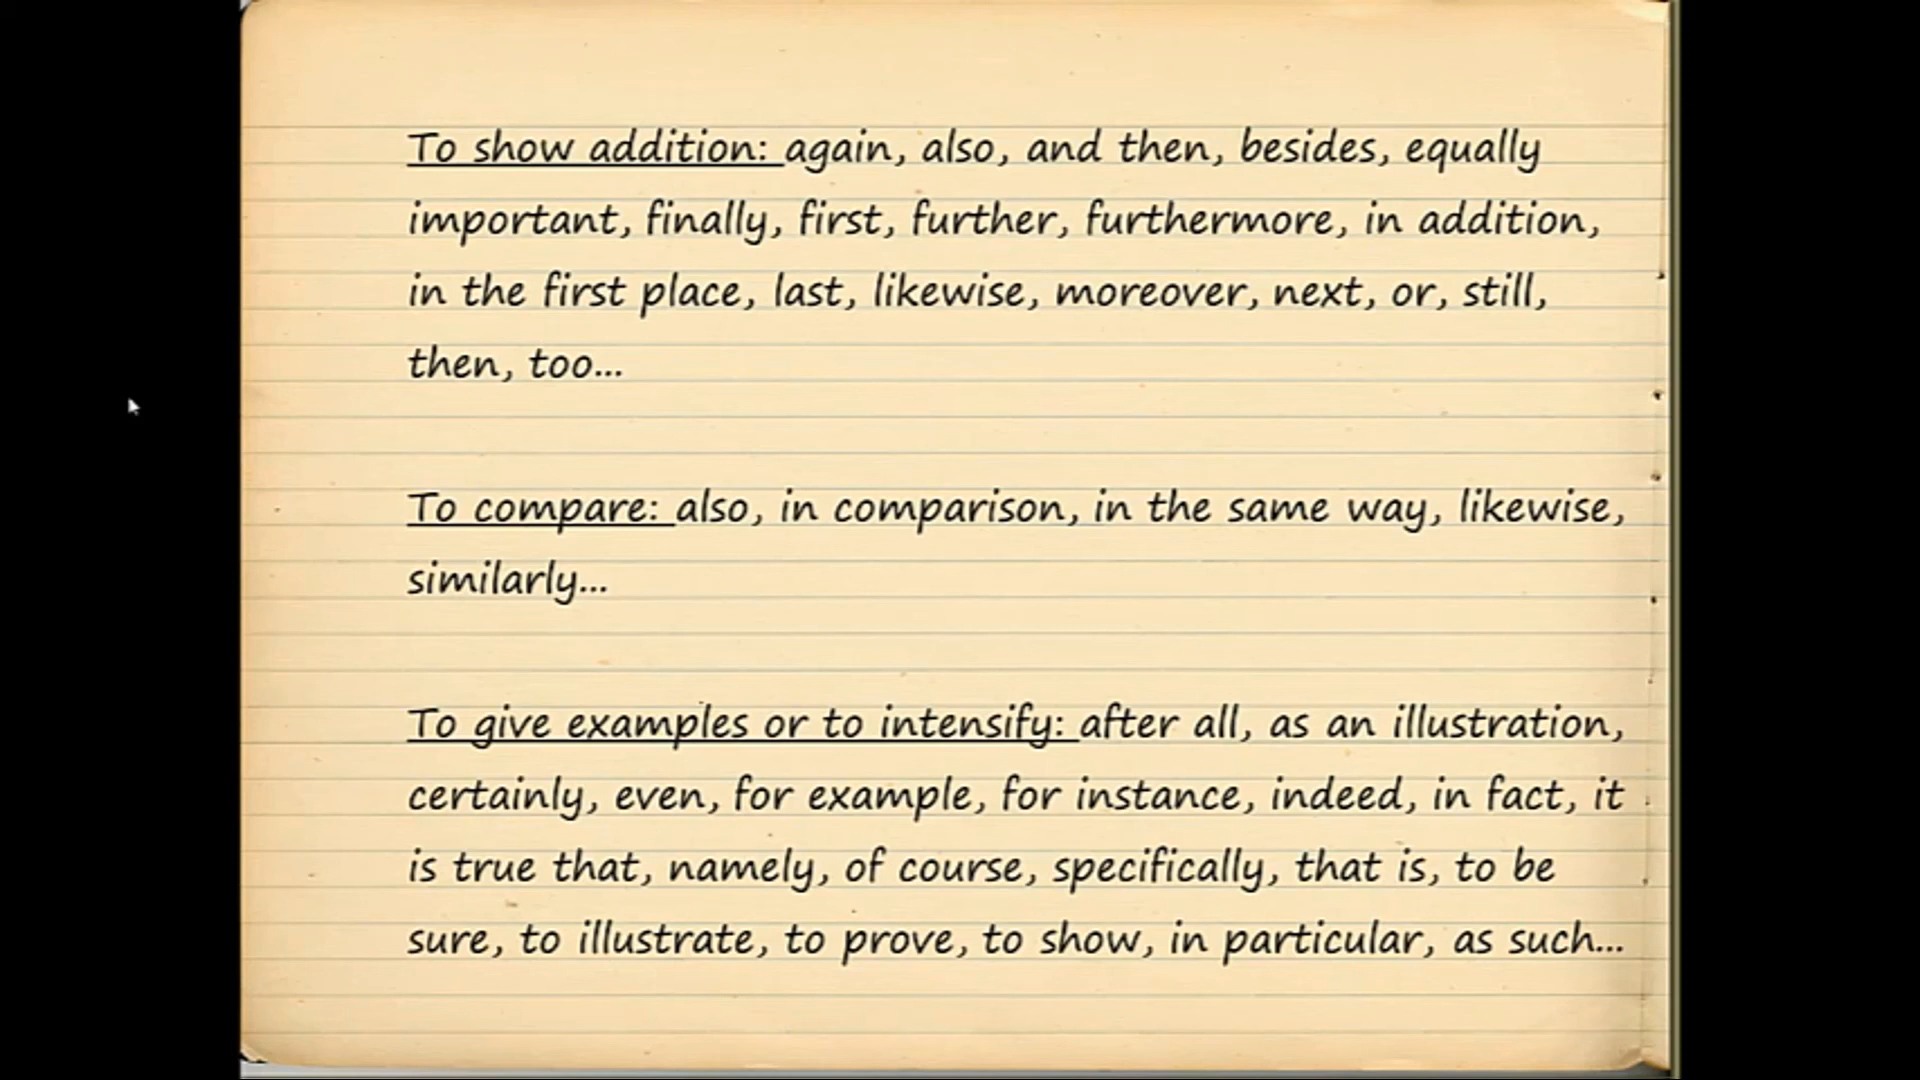 To show addition: again, also, and then, besides, equally
important, finally, first, further, furthermore, in addition,
in the first place, last, likewise, moreover, next, or, still,
then, too...
To compare: also, in comparison, in the same way, likewise,
similarly...
To give examples or to intensify: after all, as an illustration,
certainly, even, for example, for instance, indeed, in fact, it
is true that, namely, of course, specifically, that is, to be
sure, to illustrate, to prove, to show, in particular, as such...